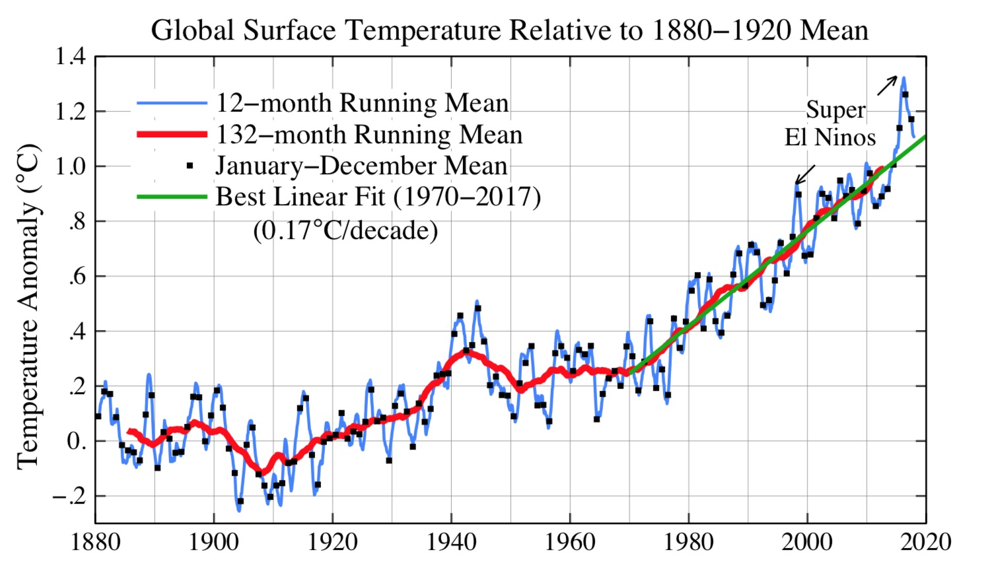 Global Surface Temperature Relative to 1880−1920 Mean
1.4
1.2
1.0
.8
.6
.4
.2
0.
−.2
Temperature Anomaly (°C)
12−month Running Mean
132−month Running Mean
January−December Mean
Best Linear Fit (1970−2017)
(0.17°C/decade)
Super
El Ninos
1880 1900 1920 1940 1960 1980 2000 2020